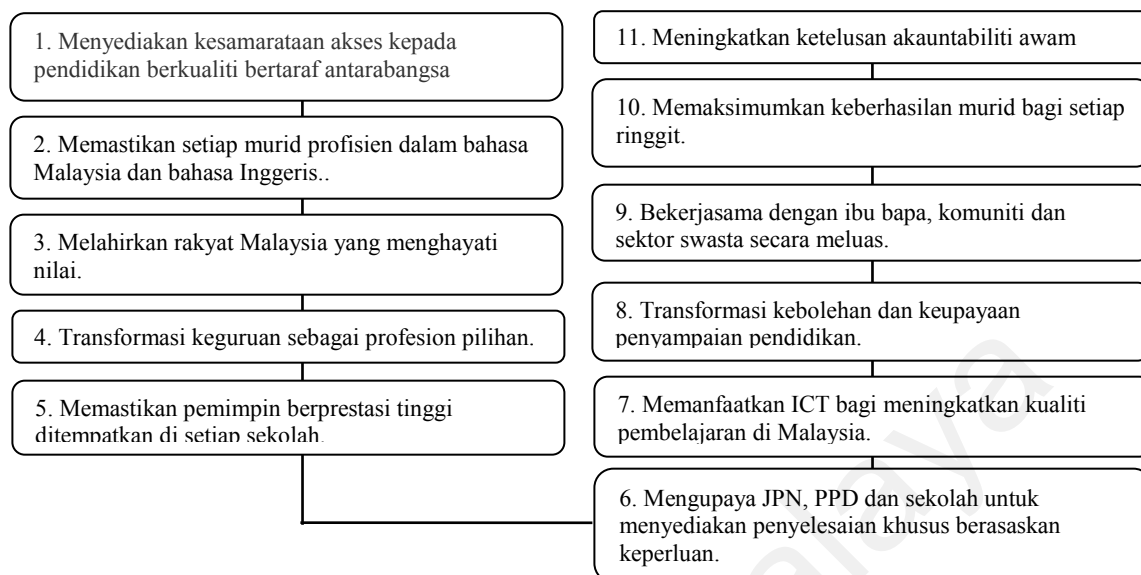 1. Menyediakan kesamarataan akses kepada
pendidikan berkualiti bertaraf antarabangsa
2. Memastikan setiap murid profisien dalam bahasa
Malaysia dan bahasa Inggeris..
3. Melahirkan rakyat Malaysia yang menghayati
nilai.
4. Transformasi keguruan sebagai profesion pilihan.
5. Memastikan pemimpin berprestasi tinggi
ditempatkan di setiap sekolah.
6. Mengupaya JPN, PPD dan sekolah untuk
menyediakan penyelesaian khusus berasaskan
keperluan.
7. Memanfaatkan ICT bagi meningkatkan kualiti
pembelajaran di Malaysia.
8. Transformasi kebolehan dan keupayaan
penyampaian pendidikan.
9. Bekerjasama dengan ibu bapa, komuniti dan
sektor swasta secara meluas.
10. Memaksimumkan keberhasilan murid bagi setiap
ringgit.
11. Meningkatkan ketelusan akauntabiliti awam
alaya